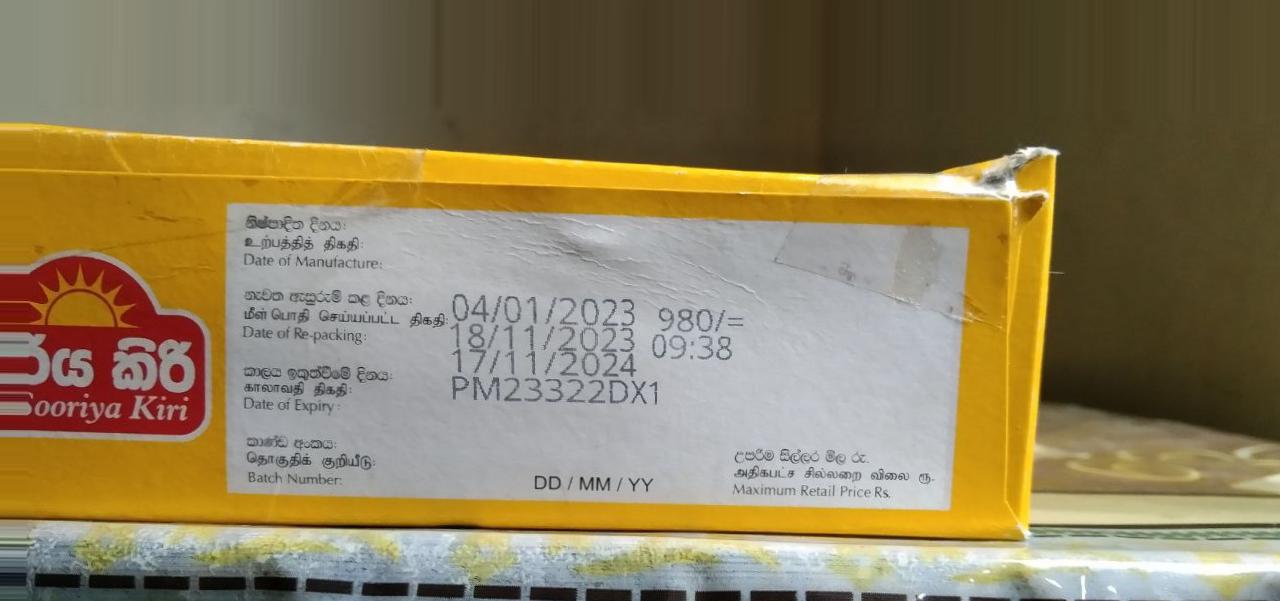 නිෂ්පාදිත දිනය:
உற்பத்தித் திகதி:
Date of Manufacture:
නැවත ඇසුරුම් කළ දිනය:
மீள் பொதி செய்யப்பட்ட திகதி:
Date of Re-packing:
04/01/2023 980/=
18/11/2023 09:38
17/11/2024
PM23322DX1
කාලය ඉකුත්වීමේ දිනය:
காலாவதி திகதி:
Date of Expiry:
කාණ්ඩ අංකය:
தொகுதிக் குறியீடு:
Batch Number:
DD / MM / YY
උපරිම සිල්ලර මිල රු.
அதிகபட்ச சில்லறை விலை ரூ.
Maximum Retail Price Rs.
රිය කිරි
Sooriya Kiri